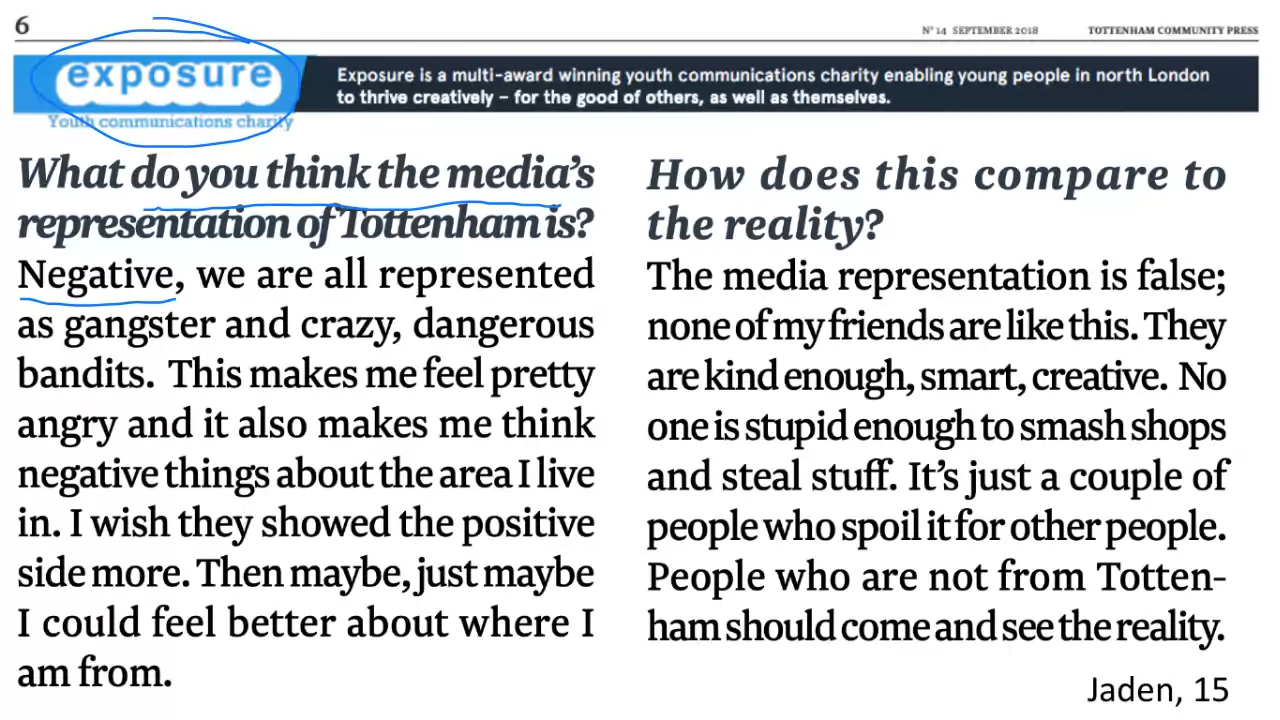 6
Nº 14 SEPTEMBER 2018
TOTTENHAM COMMUNITY PRESS
exposure
Youth communications charity
Exposure is a multi-award winning youth communications charity enabling young people in north London
to thrive creatively – for the good of others, as well as themselves.
What do you think the media’s
representation of Tottenham is?
Negative, we are all represented
as gangster and crazy, dangerous
bandits. This makes me feel pretty
angry and it also makes me think
negative things about the area I live
in. I wish they showed the positive
side more. Then maybe, just maybe
I could feel better about where I
am from.
How does this compare to
the reality?
The media representation is false;
none of my friends are like this. They
are kind enough, smart, creative. No
one is stupid enough to smash shops
and steal stuff. It’s just a couple of
people who spoil it for other people.
People who are not from Totten-
ham should come and see the reality.
Jaden, 15